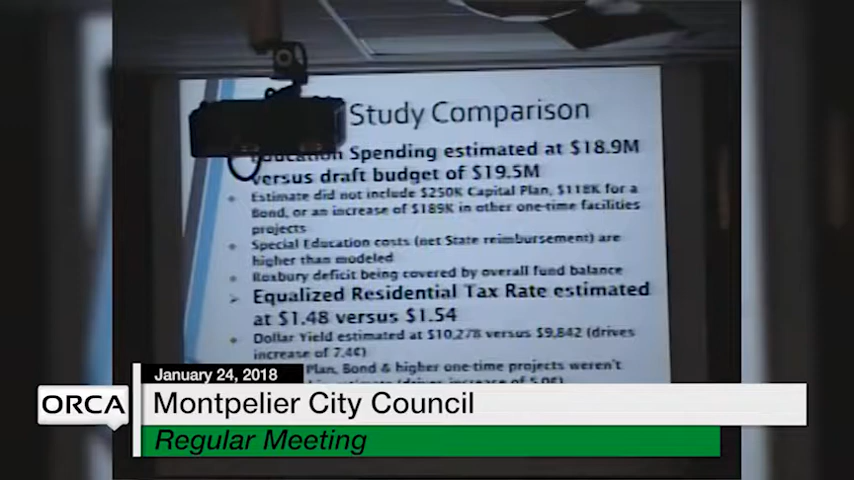 Study Comparison
Education Spending estimated at $18.9M
versus draft budget of $19.5M
Estimate did not include $250K Capital Plan, $118K for a
Bond, or an increase of $189K in other one-time facilities
projects
Special Education costs (net State reimbursement) are
higher than modeled
Roxbury deficit being covered by overall fund balance
Equalized Residential Tax Rate estimated
at $1.48 versus $1.54
Dollar Yield estimated at $10,278 versus $9,842 (drives
increase of 7.4¢)
Plan, Bond & higher one-time projects weren't
January 24, 2018
ORCA
Montpelier City Council
Regular Meeting